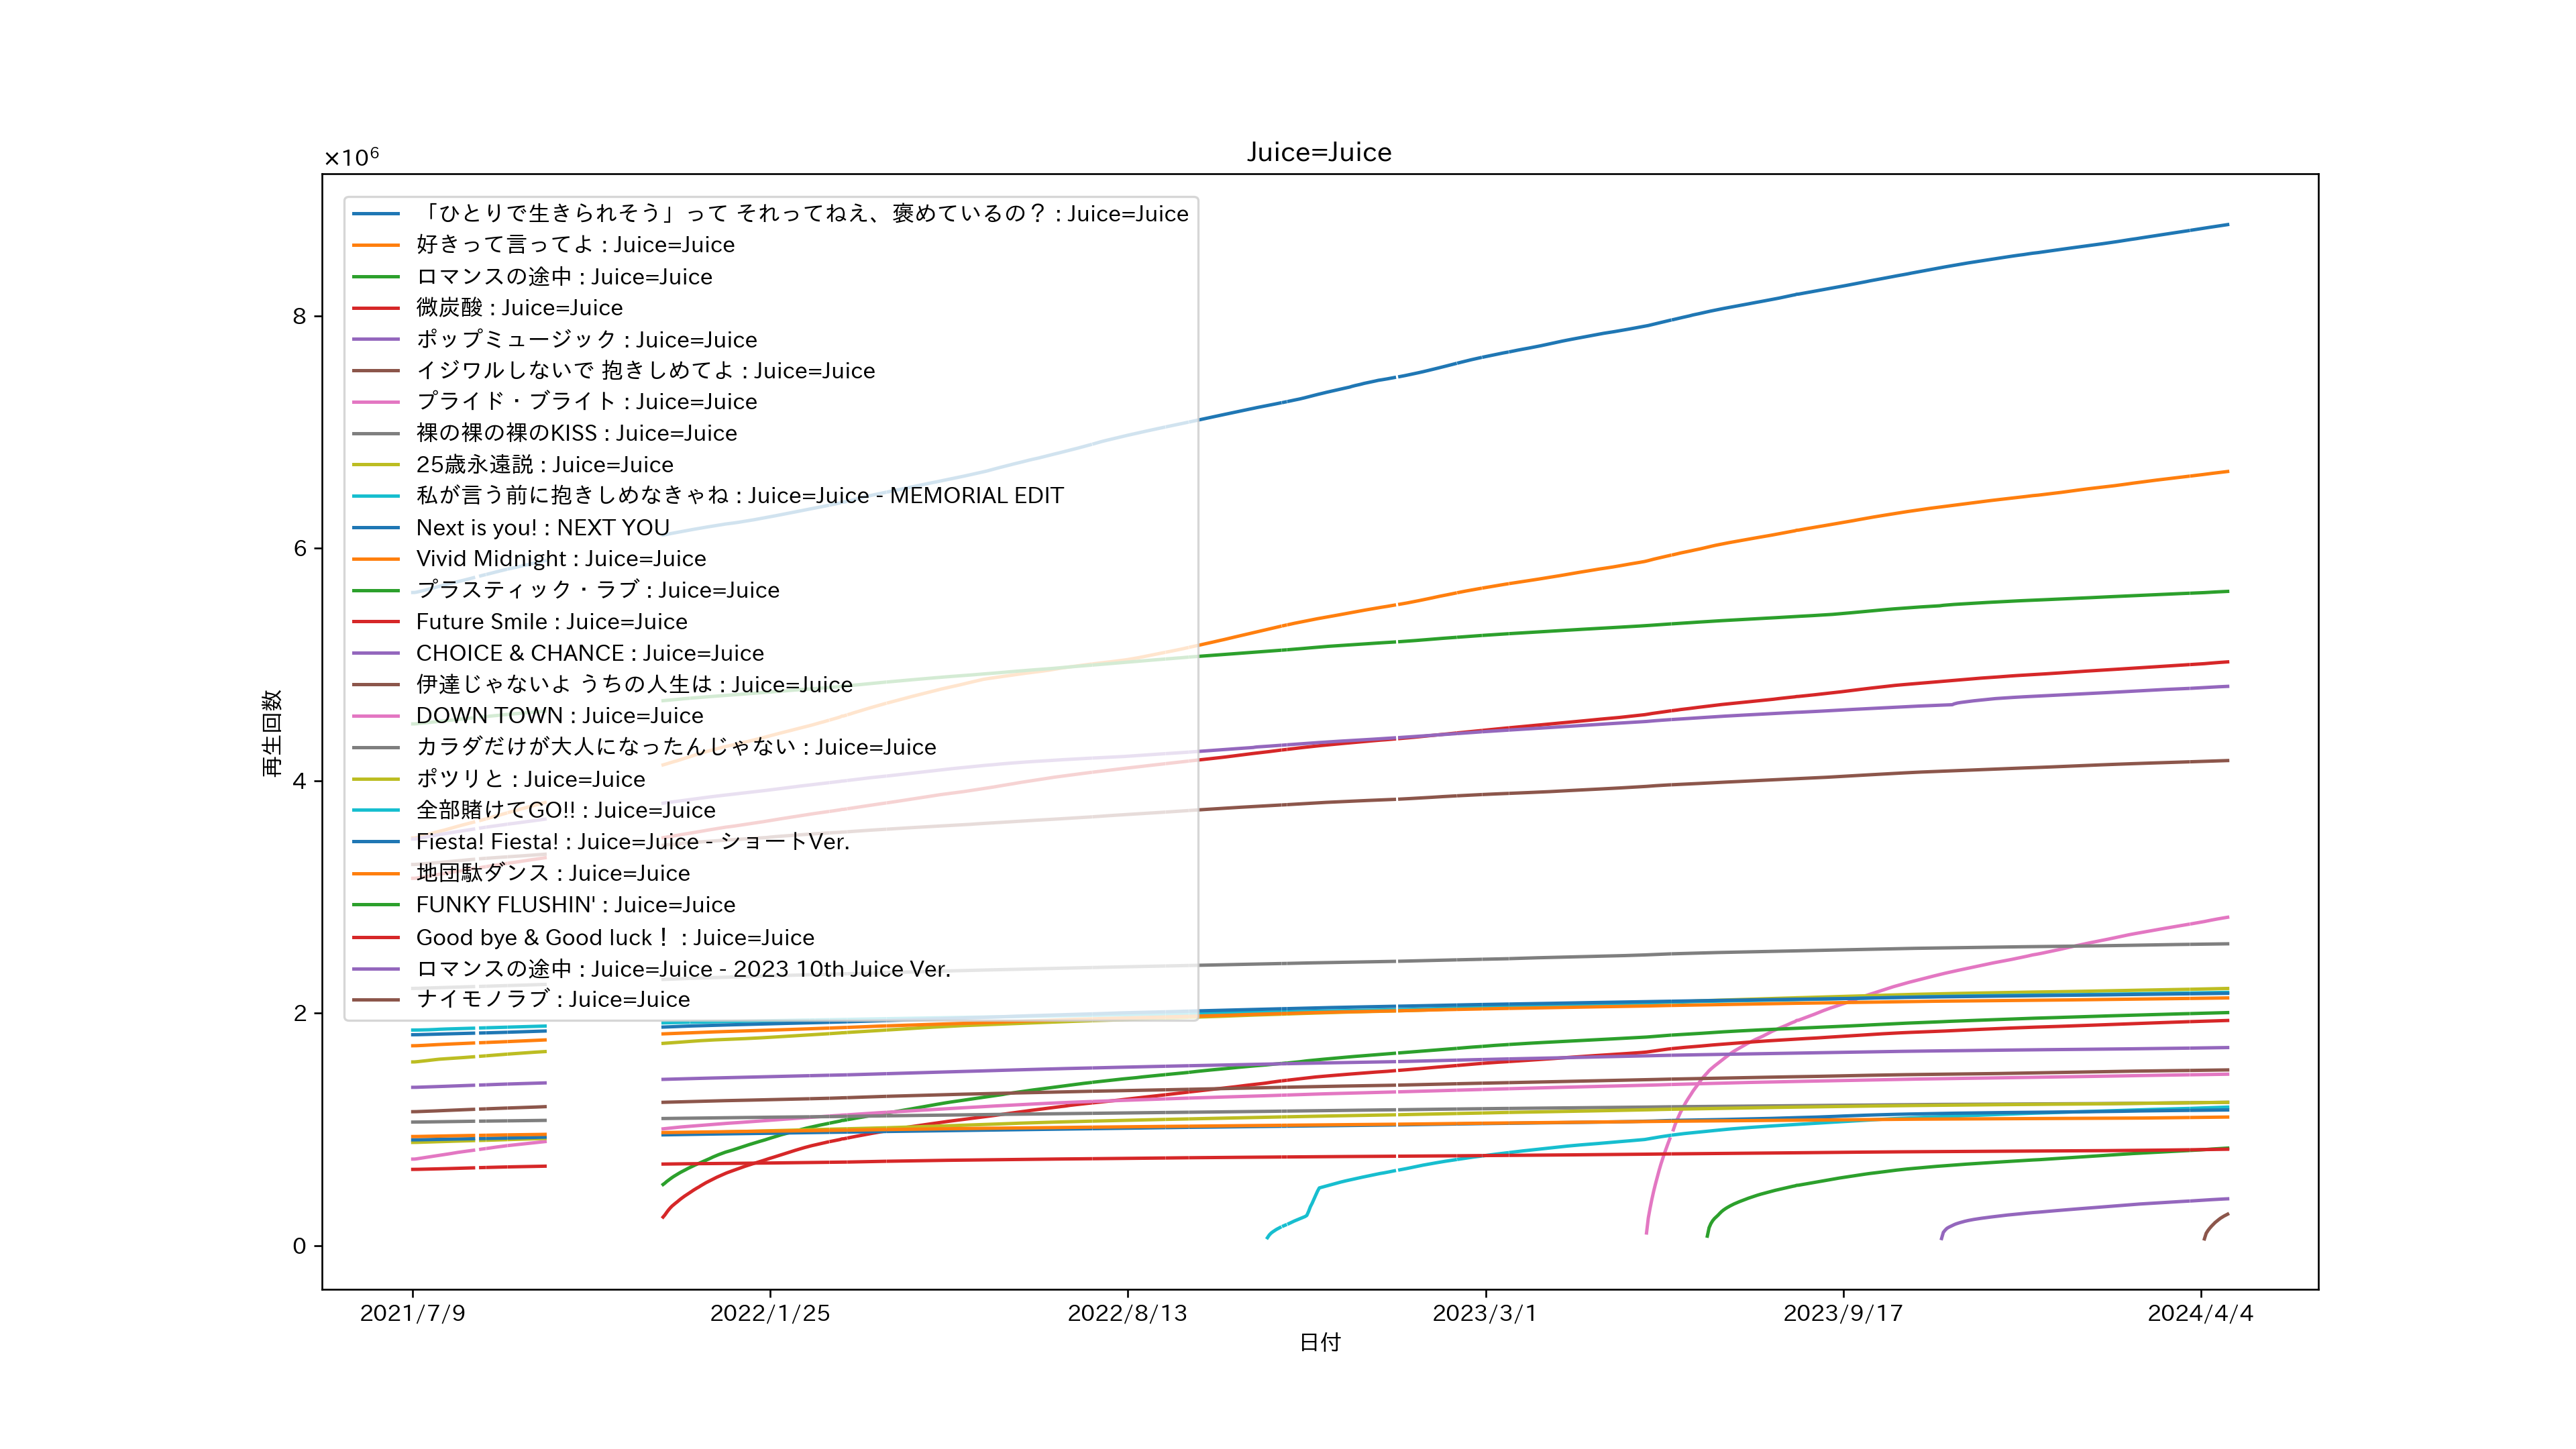 Juice=Juice
×10⁶
「ひとりで生きられそう」って それってねえ、褒めているの？ : Juice=Juice
好きって言ってよ : Juice=Juice
ロマンスの途中 : Juice=Juice
微炭酸 : Juice=Juice
ポップミュージック : Juice=Juice
イジワルしないで 抱きしめてよ : Juice=Juice
プライド・ブライト : Juice=Juice
裸の裸の裸のKISS : Juice=Juice
25歳永遠説 : Juice=Juice
私が言う前に抱きしめなきゃね : Juice=Juice - MEMORIAL EDIT
Next is you! : NEXT YOU
Vivid Midnight : Juice=Juice
プラスティック・ラブ : Juice=Juice
Future Smile : Juice=Juice
CHOICE & CHANCE : Juice=Juice
伊達じゃないよ うちの人生は : Juice=Juice
DOWN TOWN : Juice=Juice
カラダだけが大人になったんじゃない : Juice=Juice
ポツリと : Juice=Juice
全部賭けてGO!! : Juice=Juice
Fiesta! Fiesta! : Juice=Juice - ショートVer.
地団駄ダンス : Juice=Juice
FUNKY FLUSHIN' : Juice=Juice
Good bye & Good luck！ : Juice=Juice
ロマンスの途中 : Juice=Juice - 2023 10th Juice Ver.
ナイモノラブ : Juice=Juice
8
6
4
2
0
再生回数
2021/7/9 2022/1/25 2022/8/13 2023/3/1 2023/9/17 2024/4/4
日付